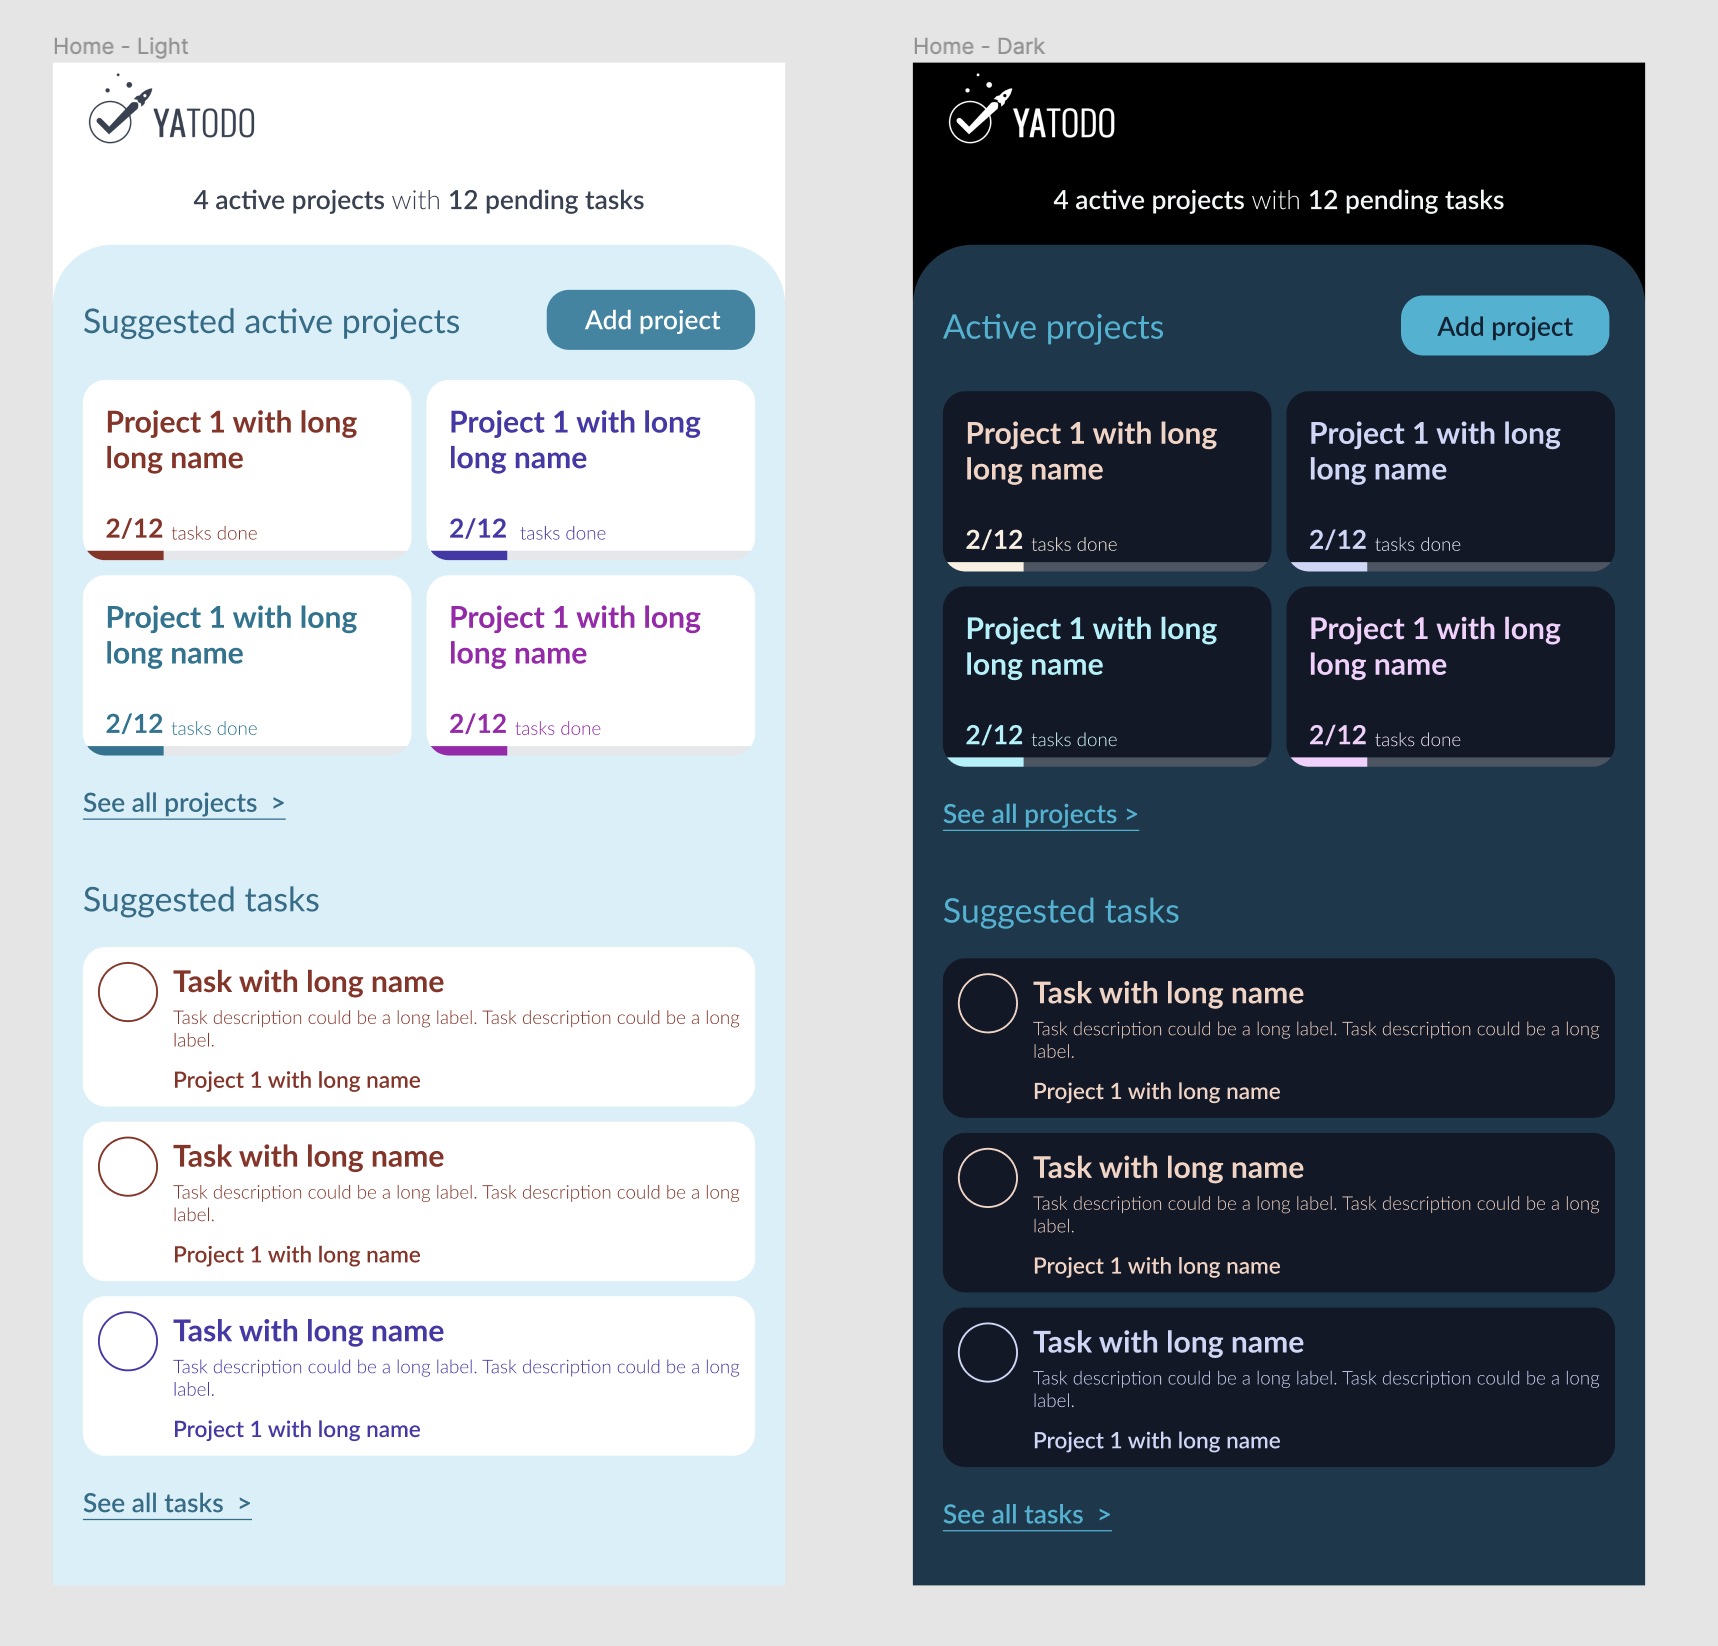 Home - Light
YATODO
4 active projects with 12 pending tasks
Suggested active projects
Add project
Project 1 with long
long name
2/12 tasks done
Project 1 with long
long name
2/12 tasks done
Project 1 with long
long name
2/12 tasks done
Project 1 with long
long name
2/12 tasks done
See all projects >
Suggested tasks
Task with long name
Task description could be a long label. Task description could be a long
label.
Project 1 with long name
Task with long name
Task description could be a long label. Task description could be a long
label.
Project 1 with long name
Task with long name
Task description could be a long label. Task description could be a long
label.
Project 1 with long name
See all tasks >
Home - Dark
YATODO
4 active projects with 12 pending tasks
Active projects
Add project
Project 1 with long
long name
2/12 tasks done
Project 1 with long
long name
2/12 tasks done
Project 1 with long
long name
2/12 tasks done
Project 1 with long
long name
2/12 tasks done
See all projects >
Suggested tasks
Task with long name
Task description could be a long label. Task description could be a long
label.
Project 1 with long name
Task with long name
Task description could be a long label. Task description could be a long
label.
Project 1 with long name
Task with long name
Task description could be a long label. Task description could be a long
label.
Project 1 with long name
See all tasks >